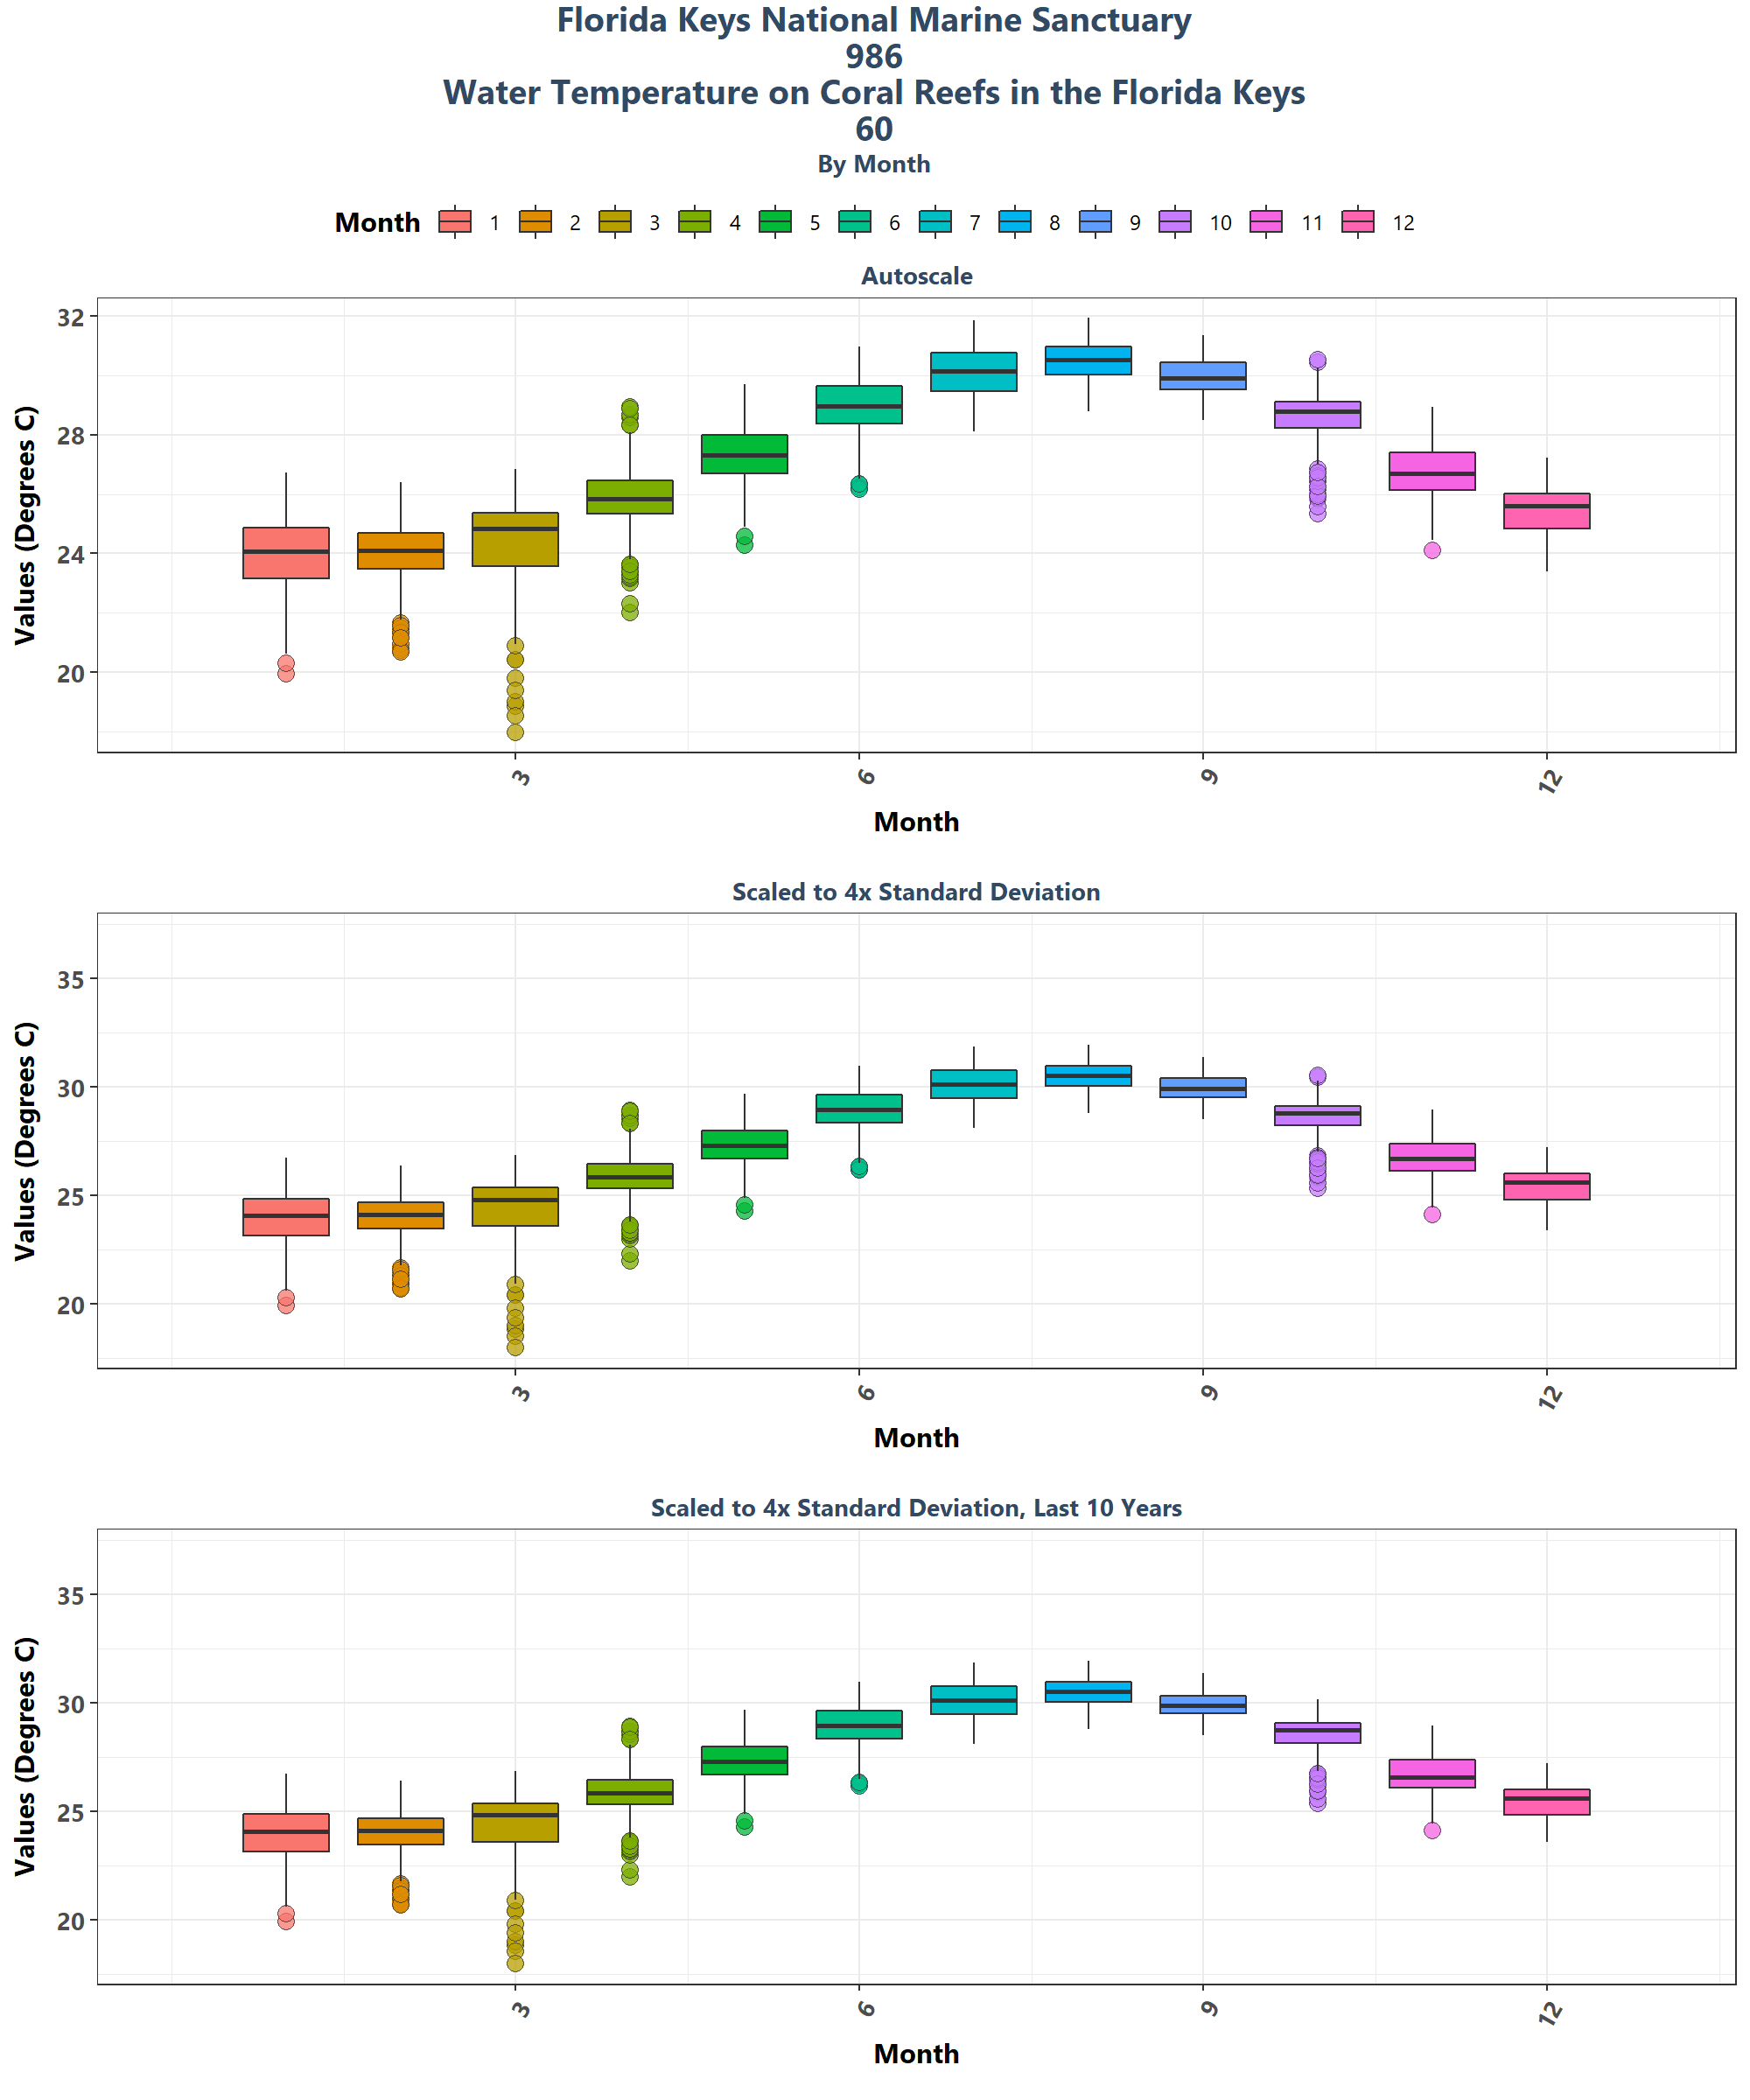 Florida Keys National Marine Sanctuary
986
Water Temperature on Coral Reefs in the Florida Keys
60
By Month
Month 1 2 3 4 5 6 7 8 9 10 11 12
Autoscale
Values (Degrees C)
32
28
24
20
3 6 9 12
Month
Scaled to 4x Standard Deviation
Values (Degrees C)
35
30
25
20
3 6 9 12
Month
Scaled to 4x Standard Deviation, Last 10 Years
Values (Degrees C)
35
30
25
20
3 6 9 12
Month